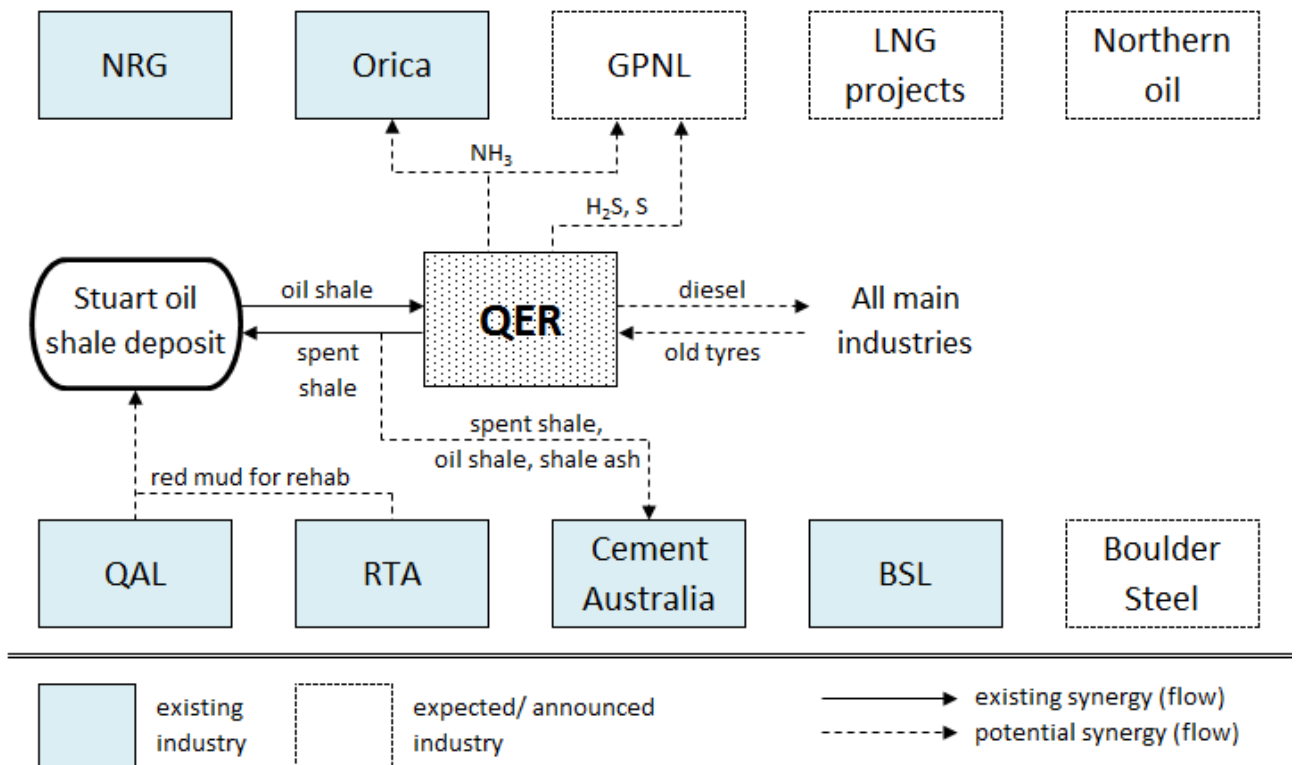 NRG
Orica
GPNL
LNG
projects
Northern
oil
NH₃
H₂S, S
Stuart oil
shale deposit
oil shale
spent
shale
QER
diesel
old tyres
All main
industries
spent shale,
oil shale, shale ash
red mud for rehab
QAL
RTA
Cement
Australia
BSL
Boulder
Steel
existing
industry
expected/ announced
industry
existing synergy (flow)
potential synergy (flow)